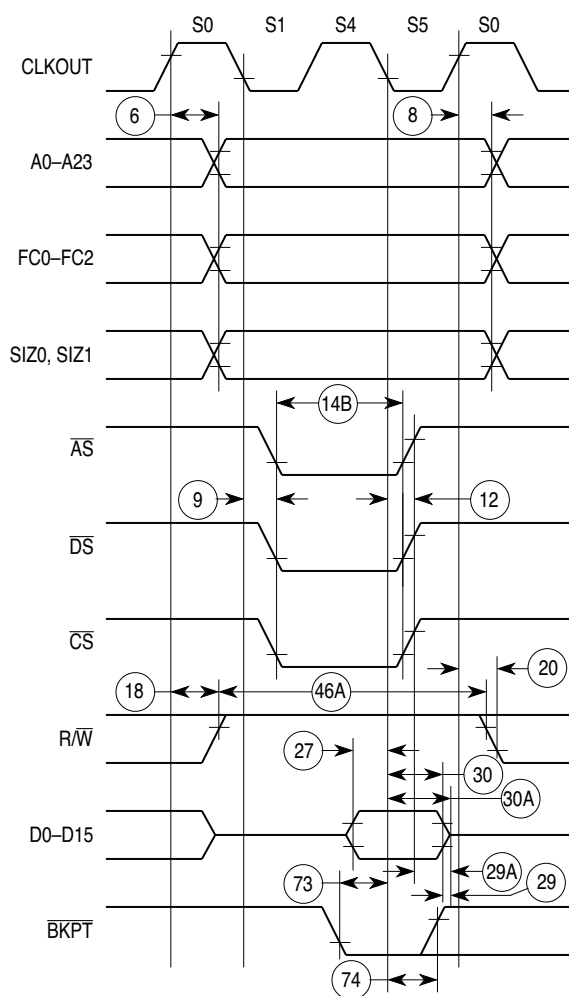 S0 S1 S4 S5 S0
CLKOUT
6 8
A0–A23
FC0–FC2
SIZ0, SIZ1
14B
AS
9 12
DS
CS
18 46A 20
R/W
27 30
30A
D0–D15
73 29A 29
BKPT
74